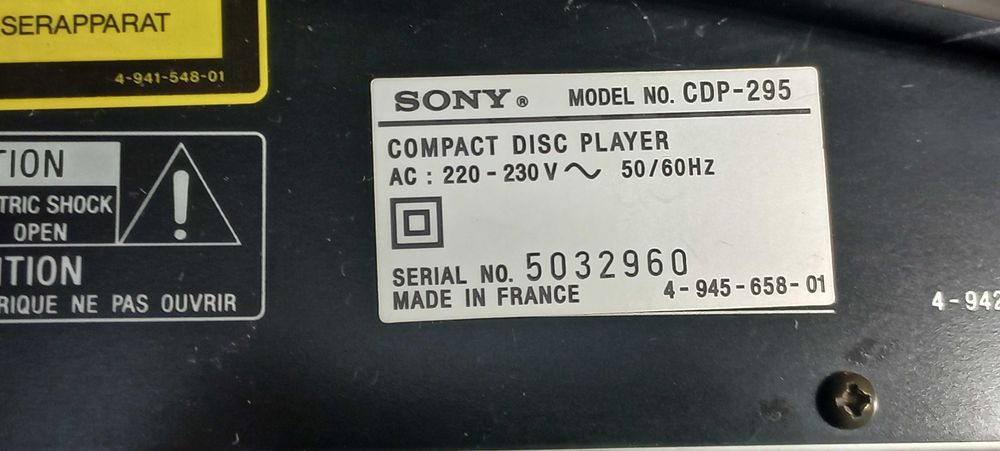 SERAPPARAT
4-941-548-01
TION
TRIC SHOCK
OPEN
TION
RIQUE NE PAS OUVRIR
SONY® MODEL NO. CDP-295
COMPACT DISC PLAYER
AC : 220 - 230 V ~ 50/60Hz
SERIAL NO. 5032960
MADE IN FRANCE 4-945-658-01
4-942